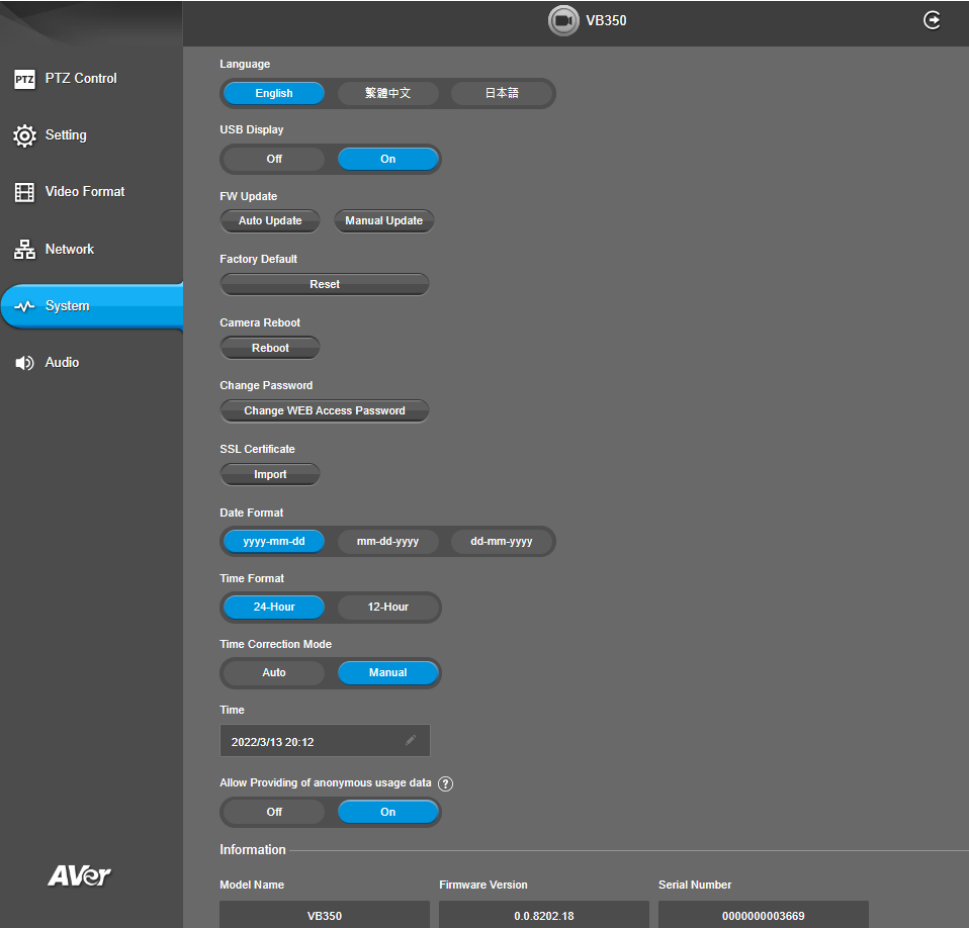 VB350
PTZ PTZ Control
Setting
Video Format
Network
System
Audio
AVer
Language
English 繁體中文 日本語
USB Display
Off On
FW Update
Auto Update Manual Update
Factory Default
Reset
Camera Reboot
Reboot
Change Password
Change WEB Access Password
SSL Certificate
Import
Date Format
yyyy-mm-dd mm-dd-yyyy dd-mm-yyyy
Time Format
24-Hour 12-Hour
Time Correction Mode
Auto Manual
Time
2022/3/13 20:12
Allow Providing of anonymous usage data ?
Off On
Information
Model Name Firmware Version Serial Number
VB350 0.0.8202.18 0000000003669